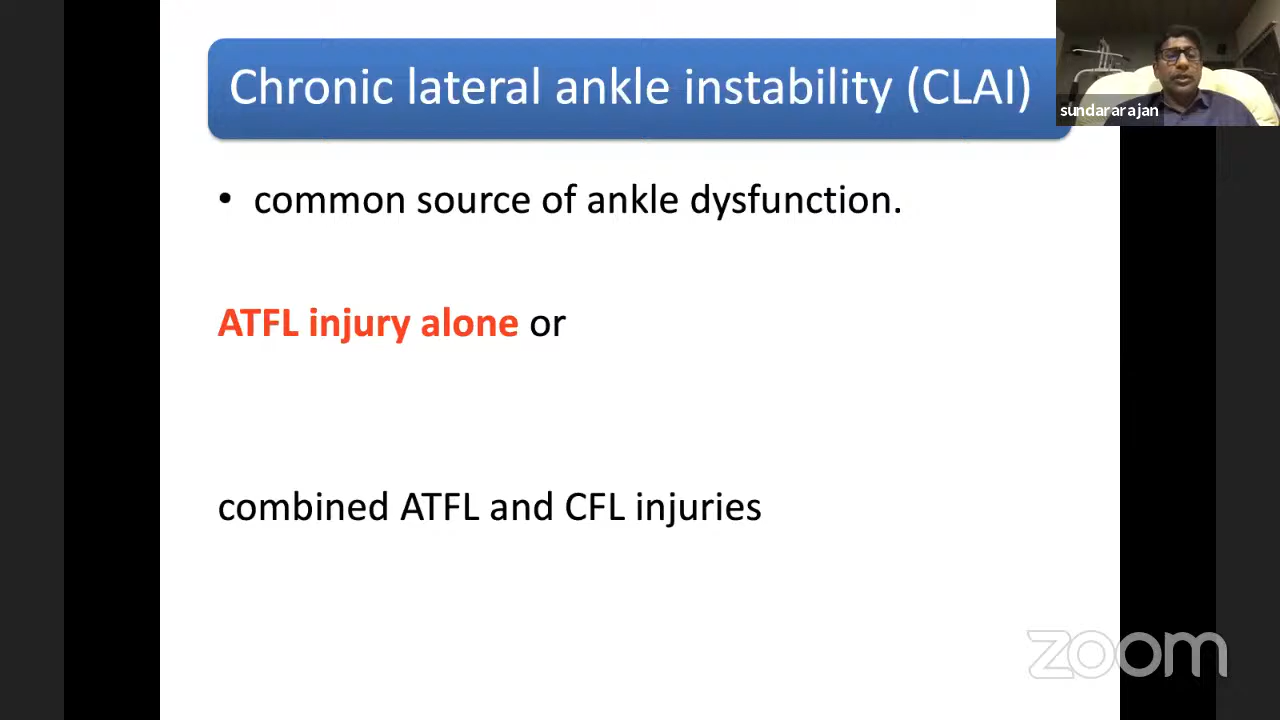 Chronic lateral ankle instability (CLAI)
sundararajan
• common source of ankle dysfunction.
ATFL injury alone or
combined ATFL and CFL injuries
zoom